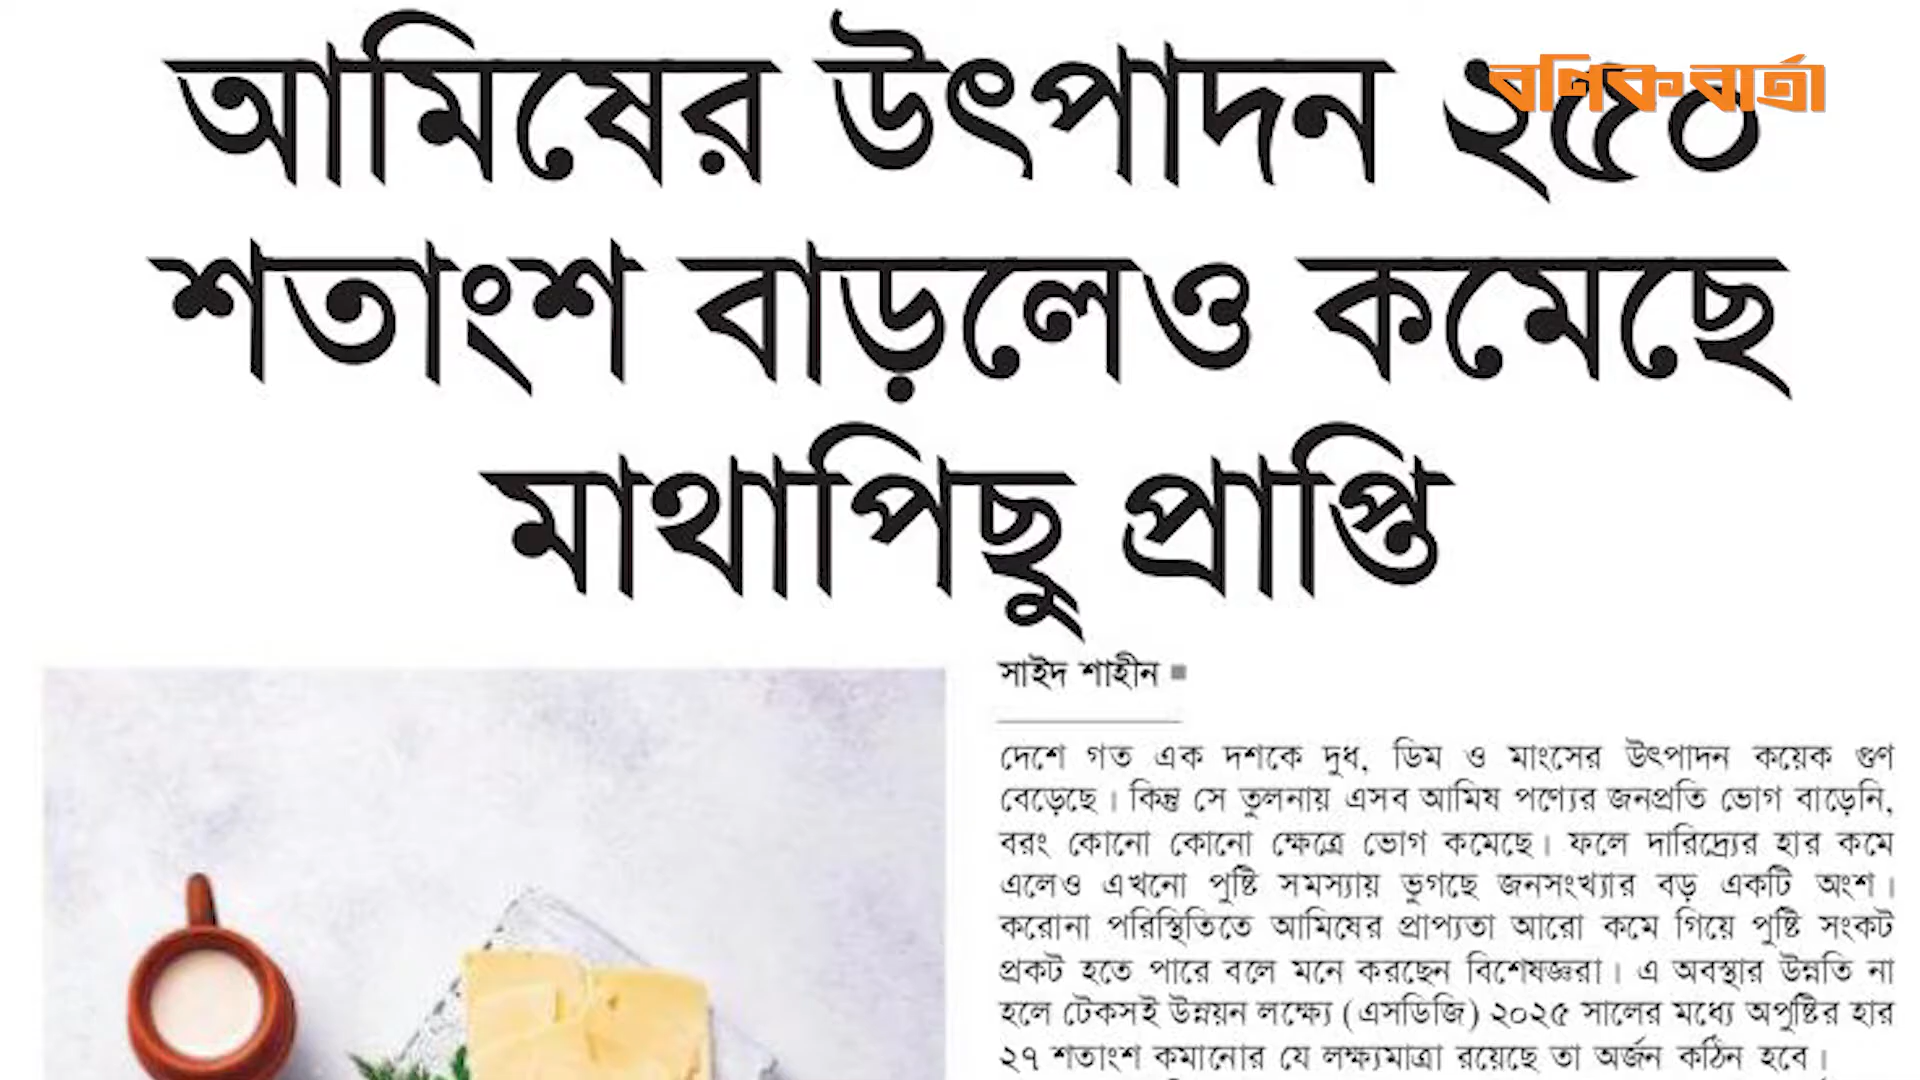 আমিষের উৎপাদন ২৫০
বণিক বার্তা
শতাংশ বাড়লেও কমেছে
মাথাপিছু প্রাপ্তি
সাইদ শাহীন
দেশে গত এক দশকে দুধ, ডিম ও মাংসের উৎপাদন কয়েক গুণ
বেড়েছে। কিন্তু সে তুলনায় এসব আমিষ পণ্যের জনপ্রতি ভোগ বাড়েনি,
বরং কোনো কোনো ক্ষেত্রে ভোগ কমেছে। ফলে দারিদ্র্যের হার কমে
এলেও এখনো পুষ্টি সমস্যায় ভুগছে জনসংখ্যার বড় একটি অংশ।
করোনা পরিস্থিতিতে আমিষের প্রাপ্যতা আরো কমে গিয়ে পুষ্টি সংকট
প্রকট হতে পারে বলে মনে করছেন বিশেষজ্ঞরা। এ অবস্থার উন্নতি না
হলে টেকসই উন্নয়ন লক্ষ্যে (এসডিজি) ২০২৫ সালের মধ্যে অপুষ্টির হার
২৭ শতাংশ কমানোর যে লক্ষ্যমাত্রা রয়েছে তা অর্জন কঠিন হবে।